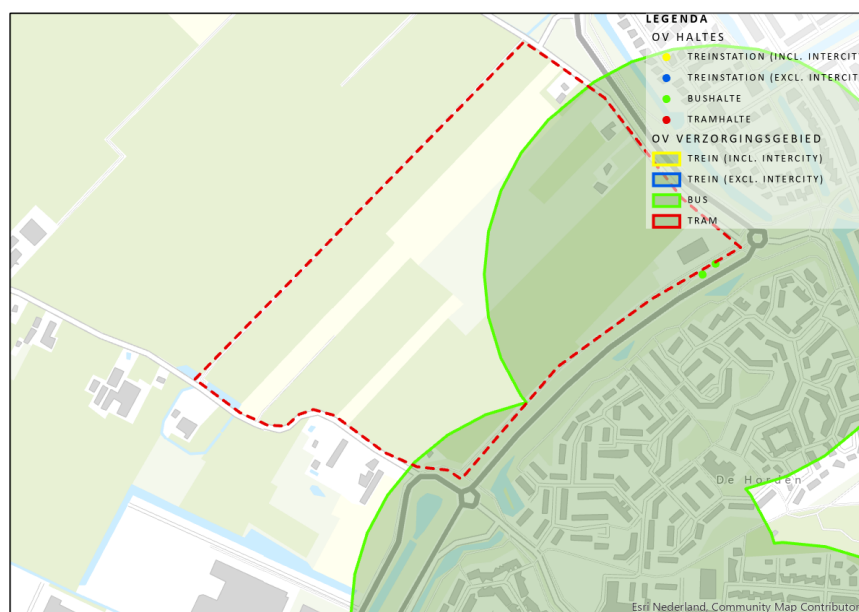 LEGENDA
OV HALTES
TREINSTATION (INCL. INTERCIT
TREINSTATION (EXCL. INTERCIT
BUSHALTE
TRAMHALTE
OV VERZORGINGSGEBIED
TREIN (INCL. INTERCITY)
TREIN (EXCL. INTERCITY)
BUS
TRAM
De Horden
Esri Nederland, Community Map Contributor